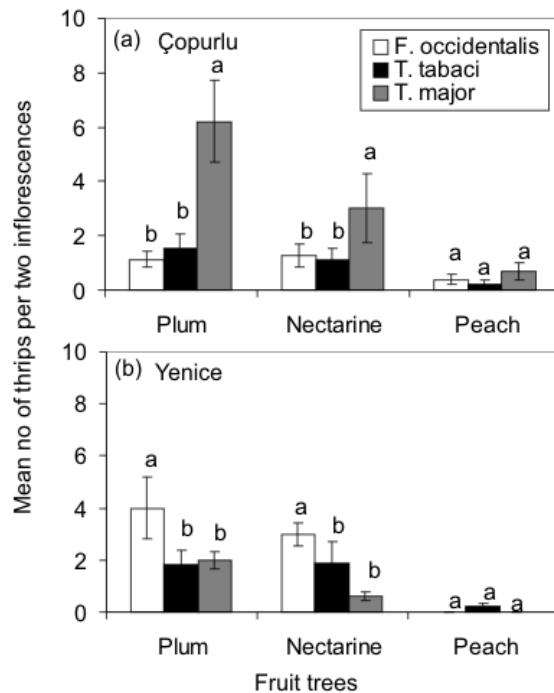 (a) Çopurlu
F. occidentalis
T. tabaci
T. major
10
8
6
4
2
0
a
b b
a
b b
a a a
Plum Nectarine Peach
(b) Yenice
10
8
6
4
2
0
a
b b
a
b
b
a a a
Plum Nectarine Peach
Fruit trees
Mean no of thrips per two inflorescences